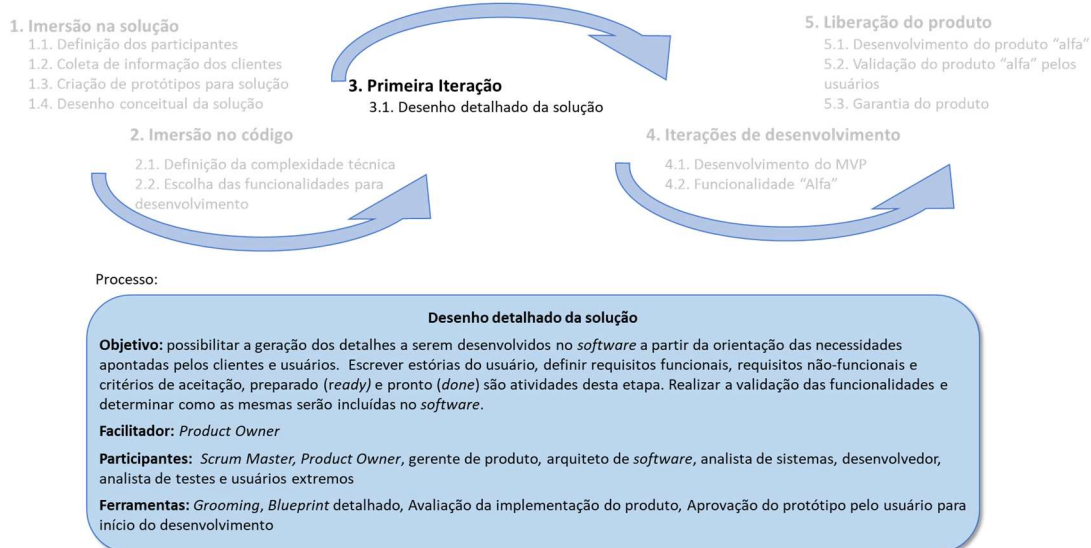 1. Imersão na solução
1.1. Definição dos participantes
1.2. Coleta de informação dos clientes
1.3. Criação de protótipos para solução
1.4. Desenho conceitual da solução
2. Imersão no código
2.1. Definição da complexidade técnica
2.2. Escolha das funcionalidades para
desenvolvimento
3. Primeira Iteração
3.1. Desenho detalhado da solução
4. Iterações de desenvolvimento
4.1. Desenvolvimento do MVP
4.2. Funcionalidade “Alfa”
5. Liberação do produto
5.1. Desenvolvimento do produto “alfa”
5.2. Validação do produto “alfa” pelos
usuários
5.3. Garantia do produto
Processo:
Desenho detalhado da solução
Objetivo: possibilitar a geração dos detalhes a serem desenvolvidos no software a partir da orientação das necessidades
apontadas pelos clientes e usuários. Escrever estórias do usuário, definir requisitos funcionais, requisitos não-funcionais e
critérios de aceitação, preparado (ready) e pronto (done) são atividades desta etapa. Realizar a validação das funcionalidades e
determinar como as mesmas serão incluídas no software.
Facilitador: Product Owner
Participantes: Scrum Master, Product Owner, gerente de produto, arquiteto de software, analista de sistemas, desenvolvedor,
analista de testes e usuários extremos
Ferramentas: Grooming, Blueprint detalhado, Avaliação da implementação do produto, Aprovação do protótipo pelo usuário para
início do desenvolvimento